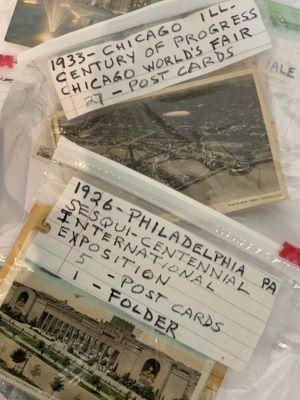 1933-CHICAGO ILL-
CENTURY OF PROGRESS
CHICAGO WORLD'S FAIR
21 - POST CARDS
1926-PHILADELPHIA PA
SESQUI-CENTENNIAL
INTERNATIONAL
EXPOSITION
5 - POST CARDS
1 - FOLDER